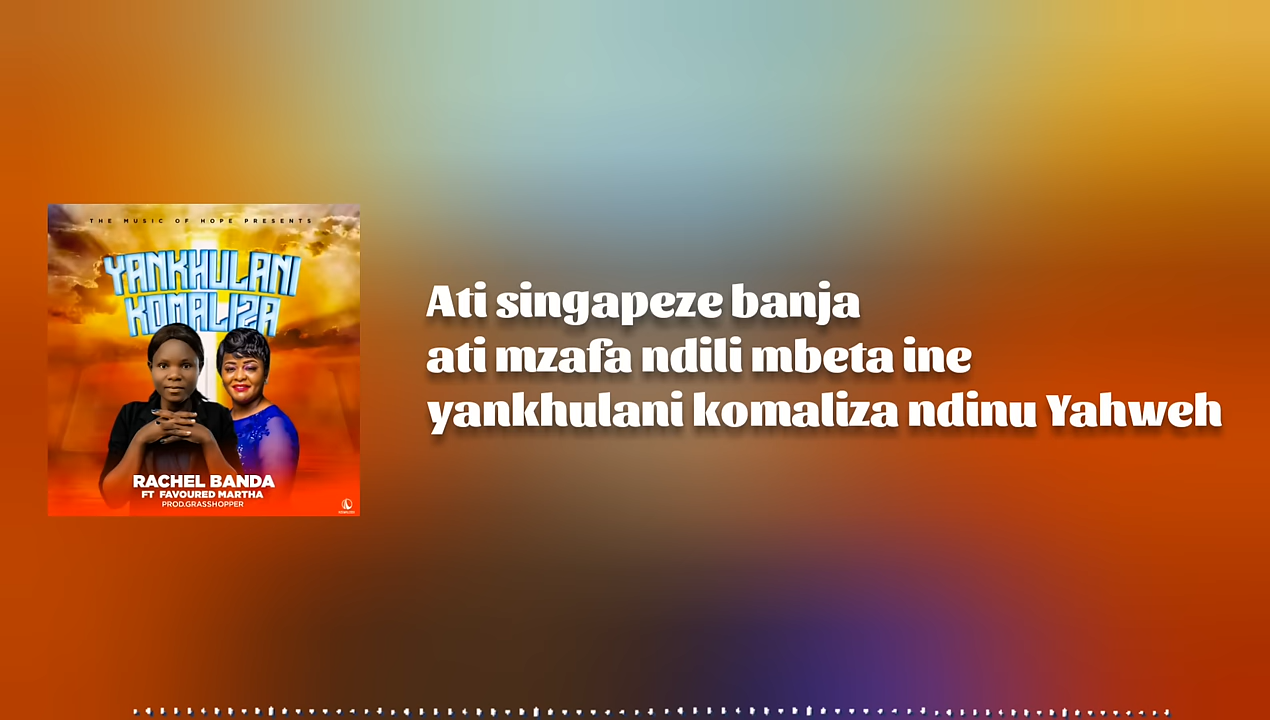 THE MUSIC OF HOPE PRESENTS
YANKHULANI
KOMALIZA
RACHEL BANDA
FT FAVOURED MARTHA
PROD.GRASSHOPPER
Ati singapeze banja
ati mzafa ndili mbeta ine
yankhulani komaliza ndinu Yahweh